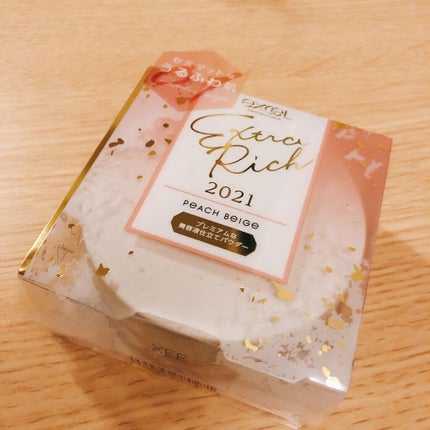 セミマットな
うるふわ肌
excel
Extra
Rich
2021
PEACH BEIGE
プレミアムな
美容液仕立てパウダー